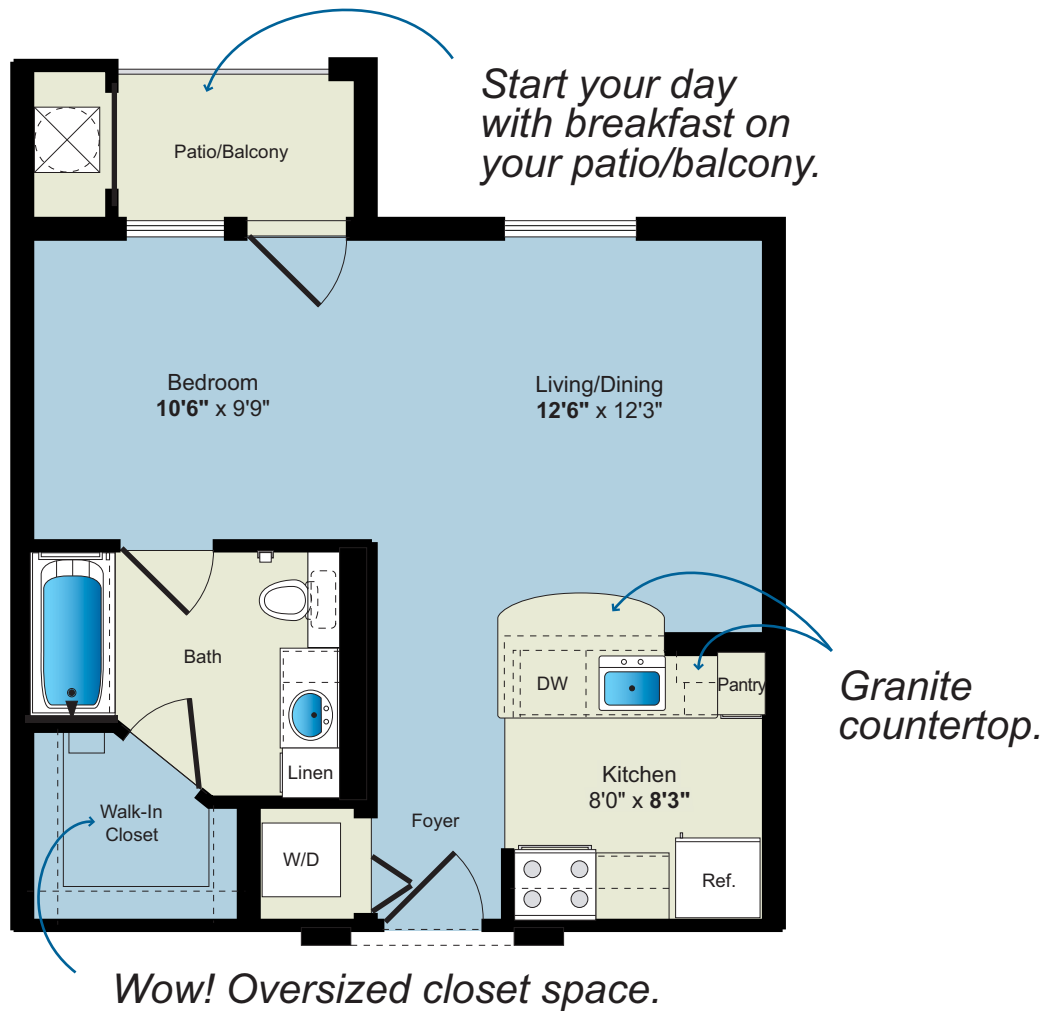 Start your day
with breakfast on
your patio/balcony.
Patio/Balcony
Bedroom
10'6" x 9'9"
Living/Dining
12'6" x 12'3"
Bath
DW
Pantry
Granite
countertop.
Linen
Kitchen
8'0" x 8'3"
Walk-In
Closet
Foyer
W/D
Ref.
Wow! Oversized closet space.